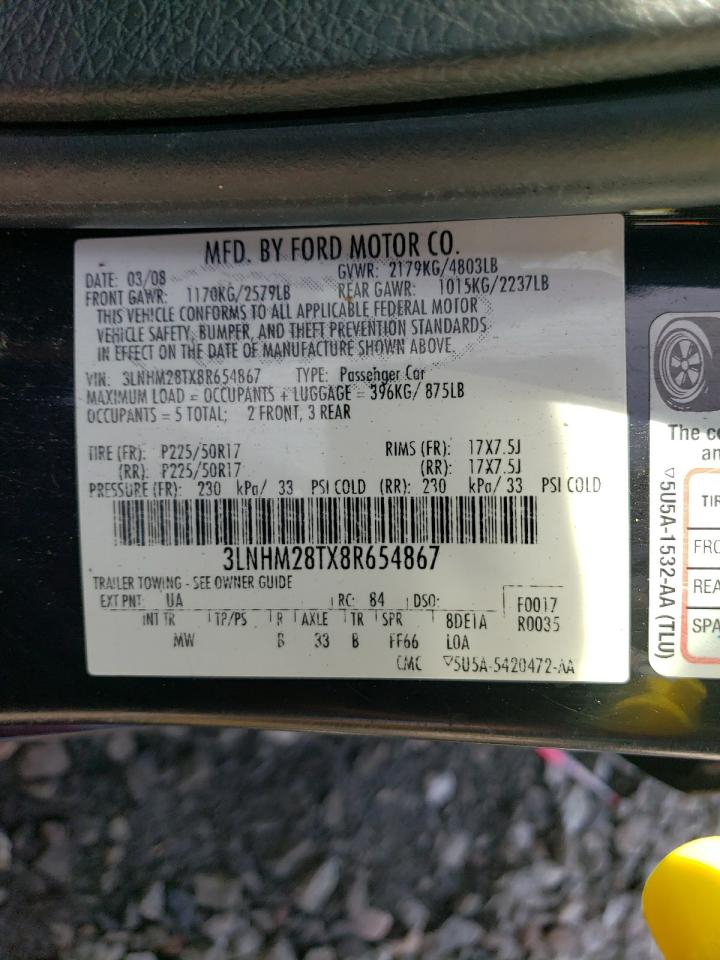 MFD. BY FORD MOTOR CO.
DATE: 03/08 GVWR: 2179KG/4803LB
FRONT GAWR: 1170KG/2579LB REAR GAWR: 1015KG/2237LB
THIS VEHICLE CONFORMS TO ALL APPLICABLE FEDERAL MOTOR
VEHICLE SAFETY, BUMPER, AND THEFT PREVENTION STANDARDS
IN EFFECT ON THE DATE OF MANUFACTURE SHOWN ABOVE.
VIN: 3LNHM28TX8R654867 TYPE: Passenger Car
MAXIMUM LOAD = OCCUPANTS + LUGGAGE = 396KG/ 875LB
OCCUPANTS = 5 TOTAL; 2 FRONT, 3 REAR
TIRE (FR): P225/50R17 RIMS (FR): 17X7.5J
(RR): P225/50R17 (RR): 17X7.5J
PRESSURE (FR): 230 kPa/ 33 PSI COLD (RR): 230 kPa/ 33 PSI COLD
3LNHM28TX8R654867
TRAILER TOWING - SEE OWNER GUIDE
EXT PNT: UA RC: 84 DSO: F0017
INT TR TP/PS R AXLE TR SPR 8DE1A R0035
MW B 33 B FF66 LOA
CMC ▽5U5A-5420472-AA
The co
an
TIR
FRO
REA
SPA
▽5U5A-1532-AA (TLU)